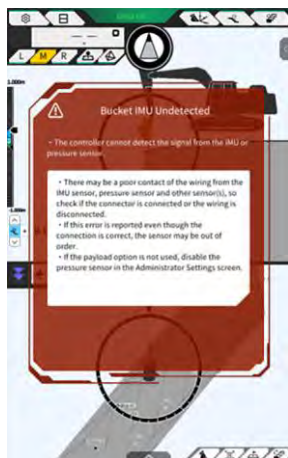 L M R
1.000m
Bucket IMU Undetected
・The controller cannot detect the signal from the IMU or
pressure sensor.
・There may be a poor contact of the wiring from the
IMU sensor, pressure sensor and other sensor(s), so
check if the connector is connected or the wiring is
disconnected.
・If this error is reported even though the
connection is correct, the sensor may be out of
order.
・If the payload option is not used, disable the
pressure sensor in the Administrator Settings screen.
-1.000m